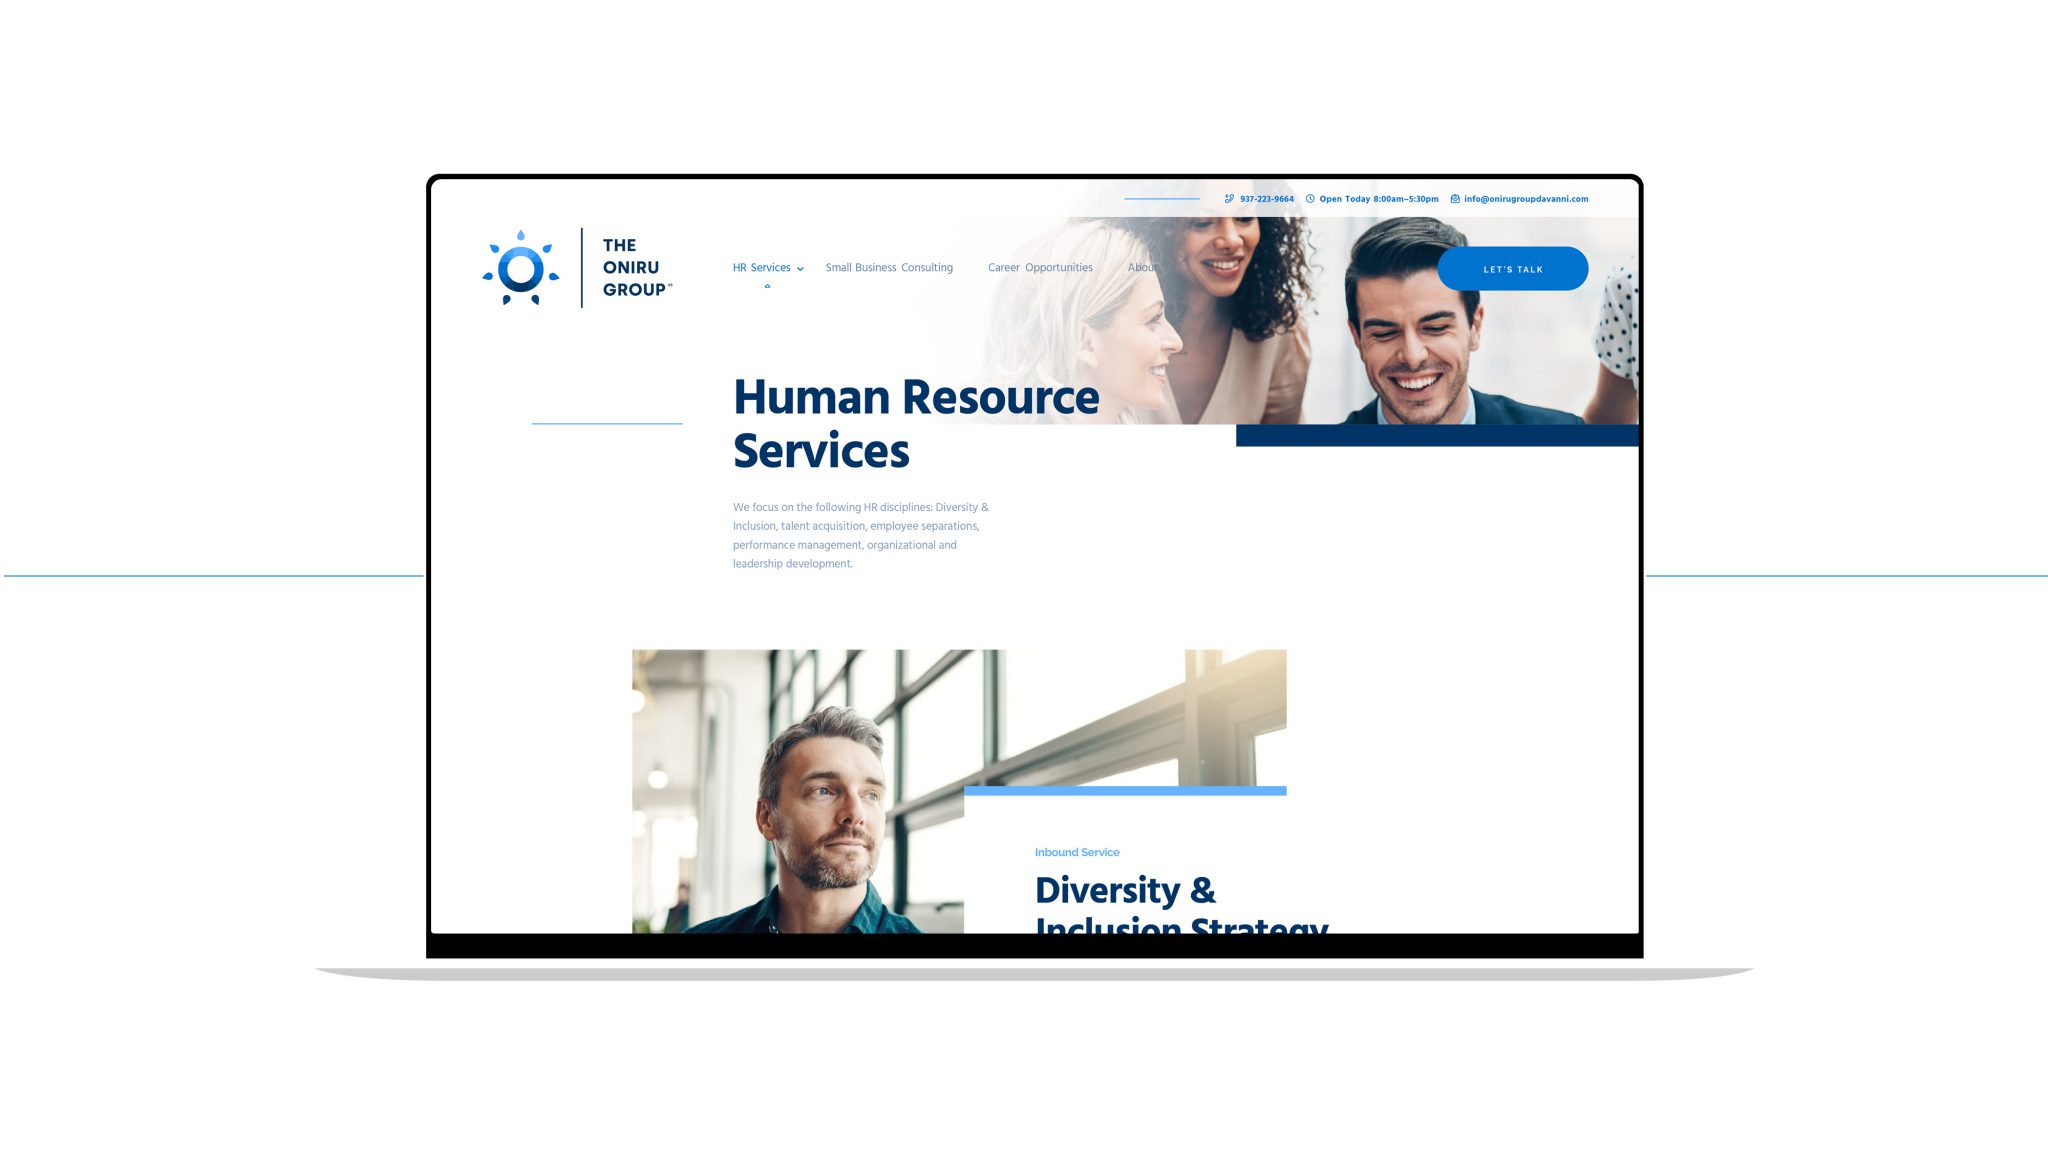 937-223-9664 Open Today 8:00am–5:30pm info@onirugroupdavanni.com
THE
ONIRU
GROUP
HR Services Small Business Consulting Career Opportunities About
LET'S TALK
Human Resource
Services
We focus on the following HR disciplines: Diversity &
Inclusion, talent acquisition, employee separations,
performance management, organizational and
leadership development.
Inbound Service
Diversity &
Inclusion Strategy